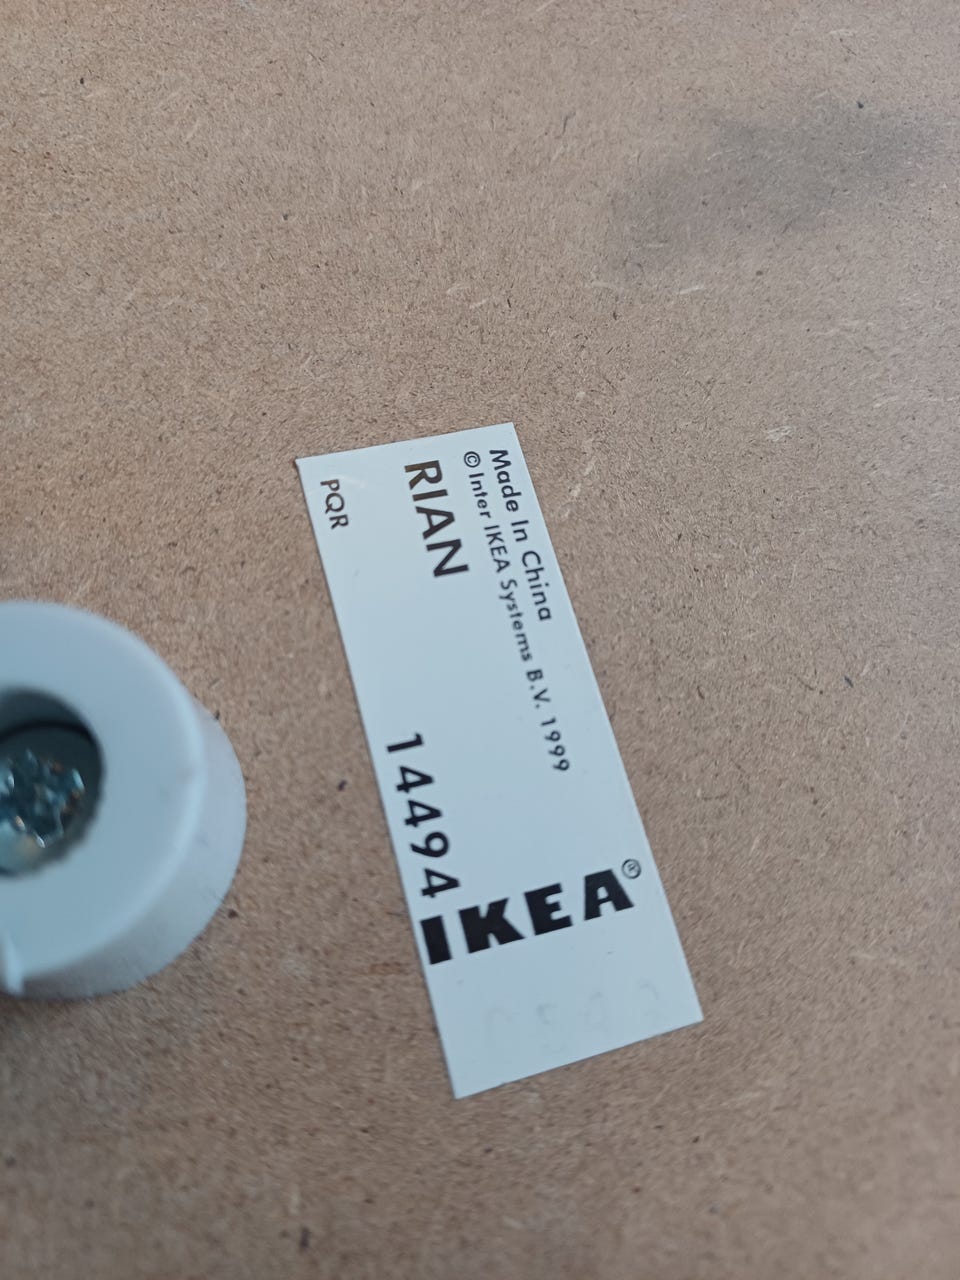 Made In China
© Inter IKEA Systems B.V. 1999
RIAN
14494
PQR
IKEA®